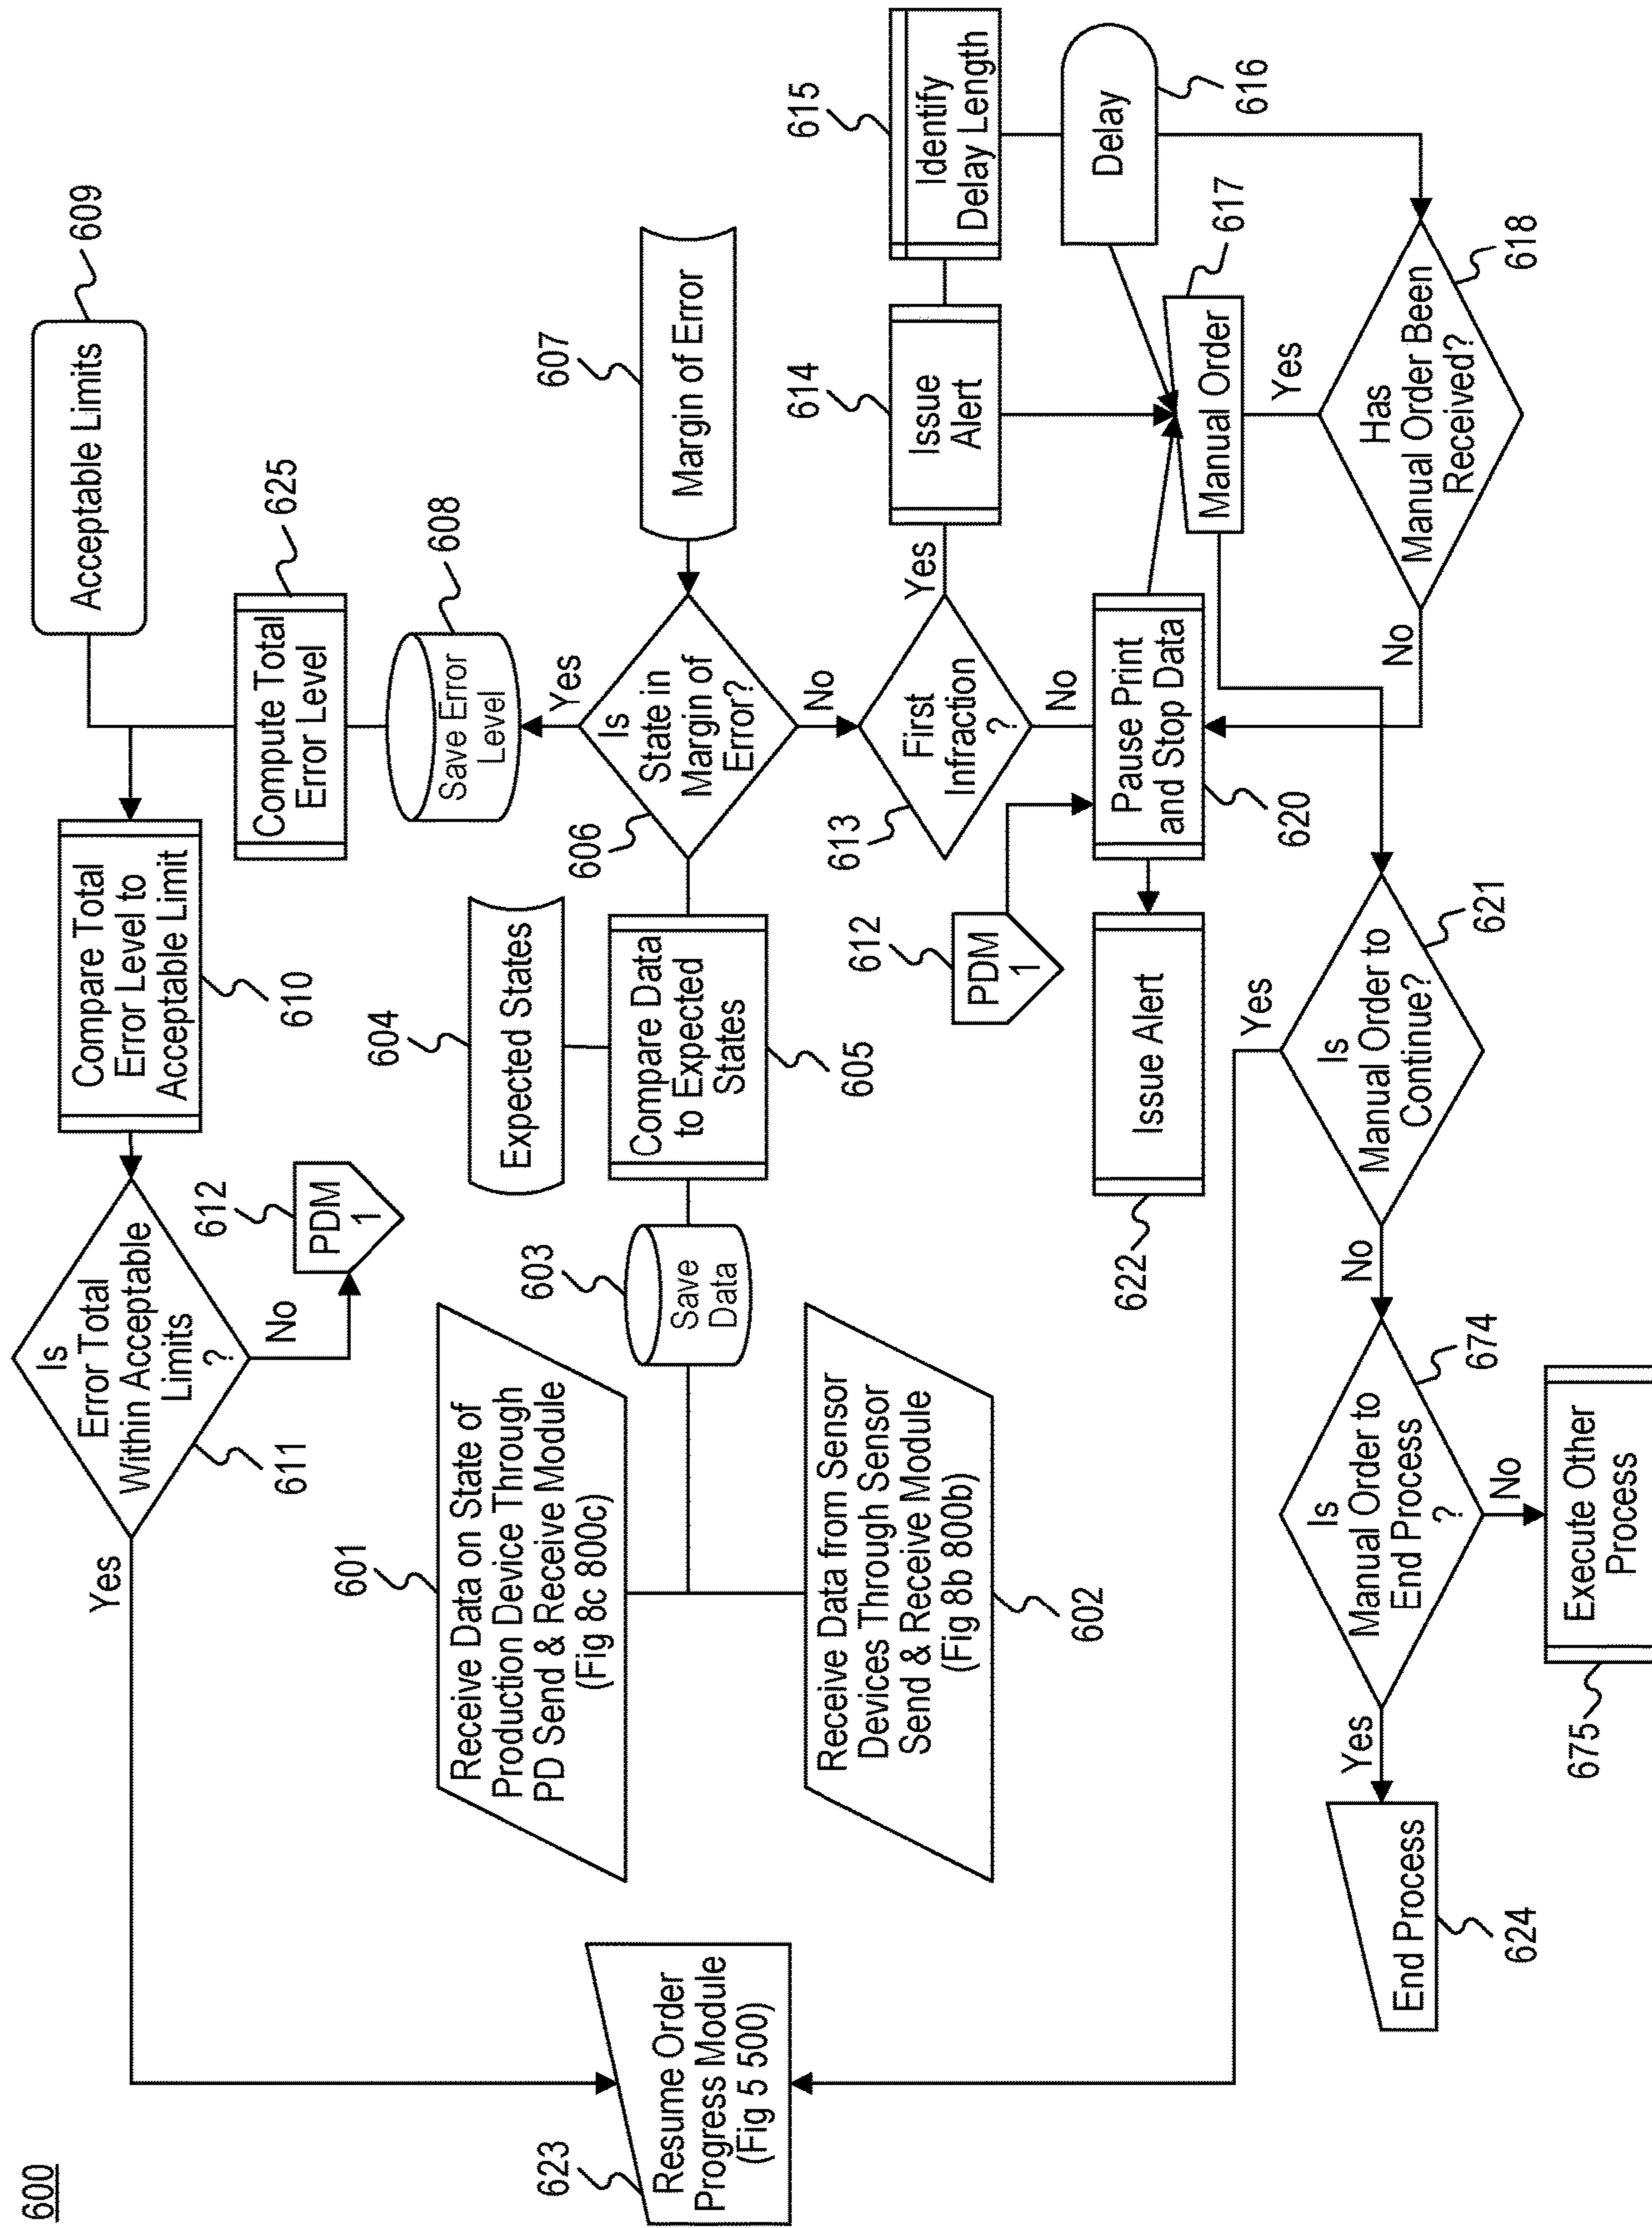 600
Acceptable Limits
609
Compute Total
Error Level
625
Save Error
Level
608
Compare Total
Error Level to
Acceptable Limit
610
Is
Error Total
Within Acceptable
Limits
?
611
Yes
No
PDM
1
612
Resume Order
Progress Module
(Fig 5 500)
623
Receive Data on State of
Production Device Through
PD Send & Receive Module
(Fig 8c 800c)
601
Receive Data from Sensor
Devices Through Sensor
Send & Receive Module
(Fig 8b 800b)
602
Save
Data
603
Expected States
604
Compare Data
to Expected
States
605
Is
State in
Margin of
Error?
606
Yes
No
Margin of Error
607
First
Infraction
?
613
Yes
No
Issue
Alert
614
Identify
Delay Length
615
Delay
616
Manual Order
617
Has
Manual Order Been
Received?
618
Yes
No
PDM
1
612
Pause Print
and Stop Data
620
Issue Alert
622
Is
Manual Order to
Continue?
621
Yes
No
Is
Manual Order to
End Process
?
674
Yes
No
End Process
624
Execute Other
Process
675